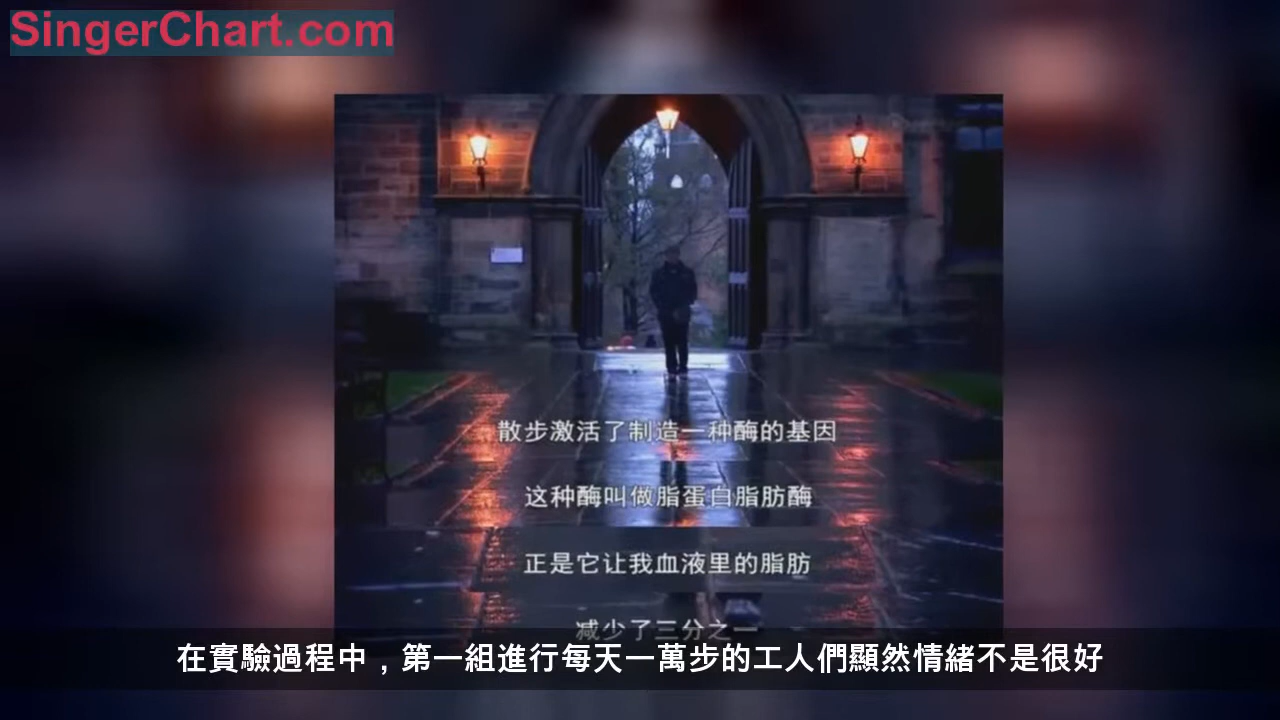 SingerChart.com
散步激活了制造一种酶的基因
这种酶叫做脂蛋白脂肪酶
正是它让我血液里的脂肪
减少了三分之一
在實驗過程中，第一組進行每天一萬步的工人們顯然情緒不是很好